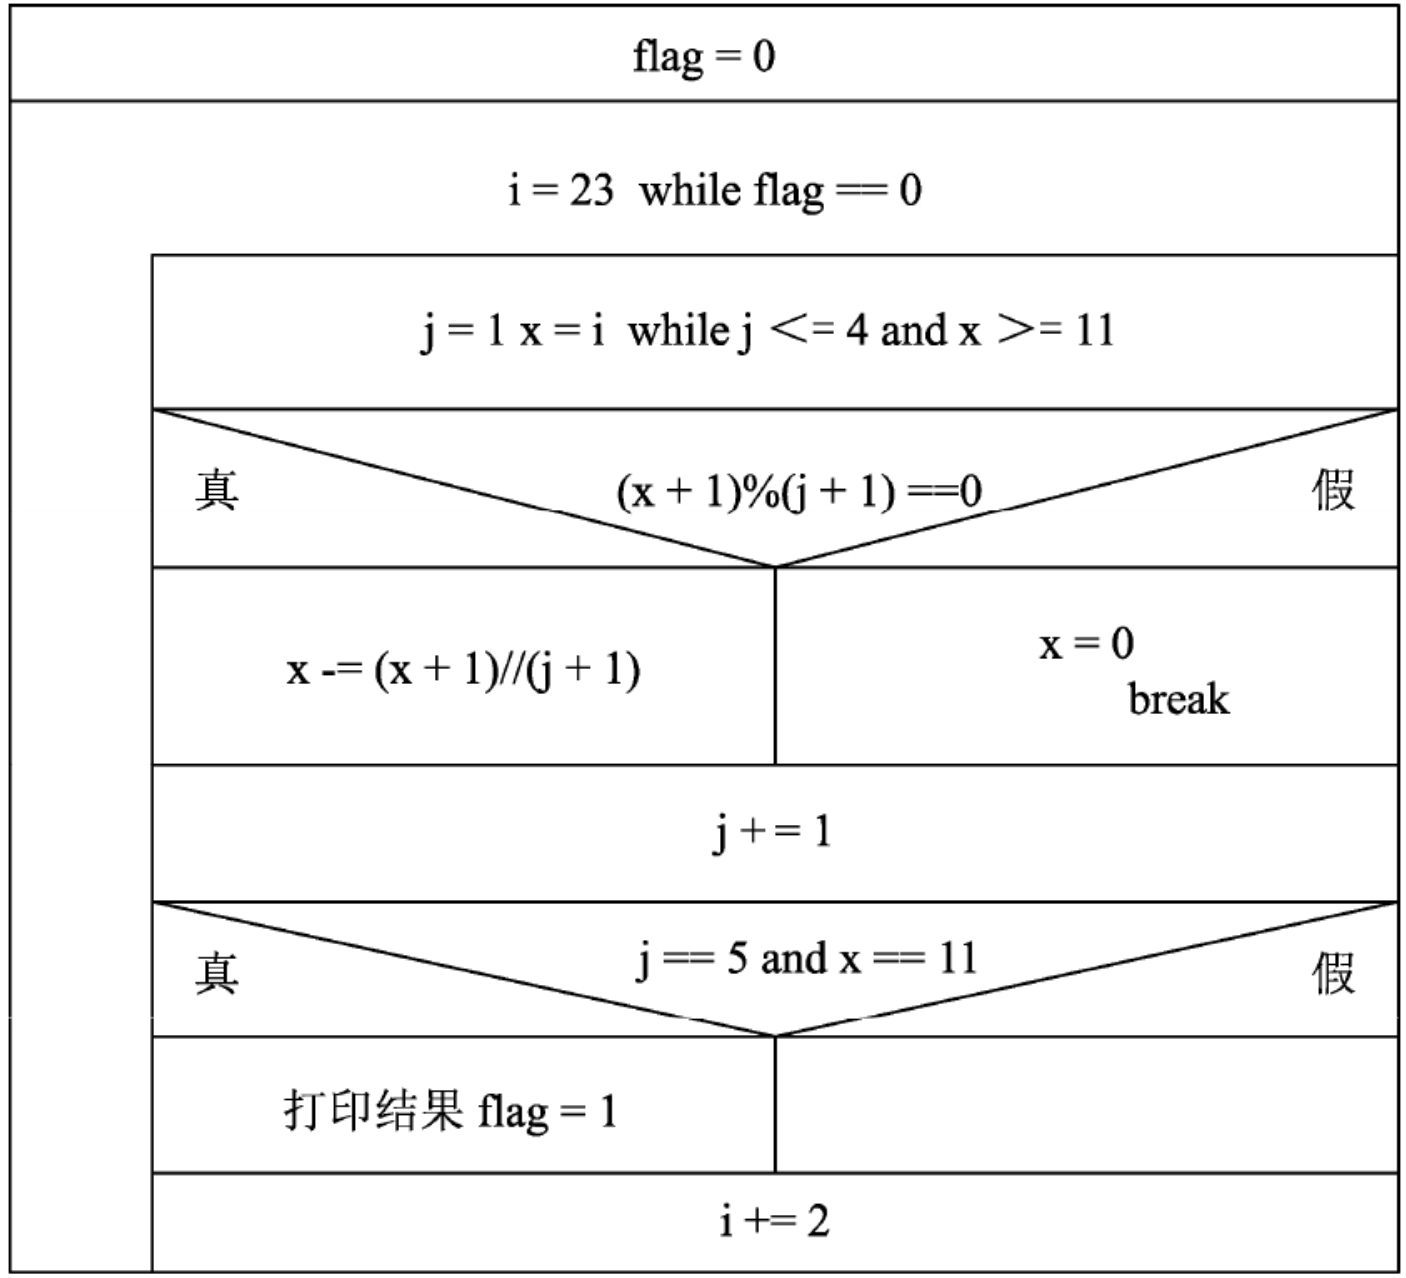 flag = 0
i = 23 while flag == 0
j = 1 x = i while j <= 4 and x >= 11
真
(x + 1)%(j + 1) ==0
假
x -= (x + 1)//(j + 1)
x = 0
break
j + = 1
真
j == 5 and x == 11
假
打印结果 flag = 1
i += 2